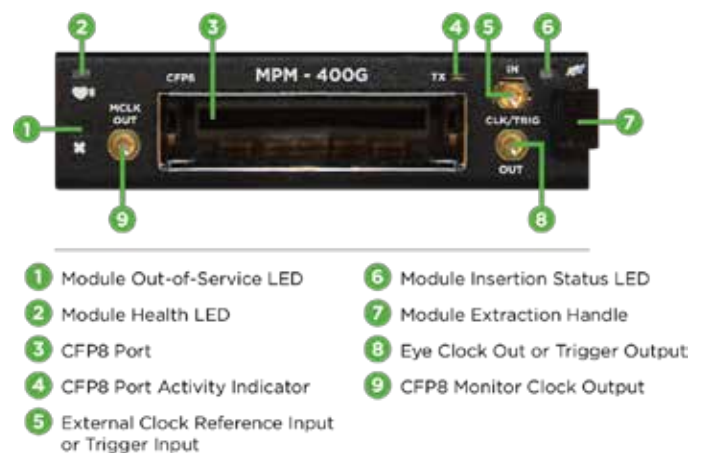 2
3
4
5
6
CFP8
MPM - 400G
TX
IN
MCLK
OUT
CLK/TRIG
1
7
OUT
9
8
1 Module Out-of-Service LED
2 Module Health LED
3 CFP8 Port
4 CFP8 Port Activity Indicator
5 External Clock Reference Input
or Trigger Input
6 Module Insertion Status LED
7 Module Extraction Handle
8 Eye Clock Out or Trigger Output
9 CFP8 Monitor Clock Output